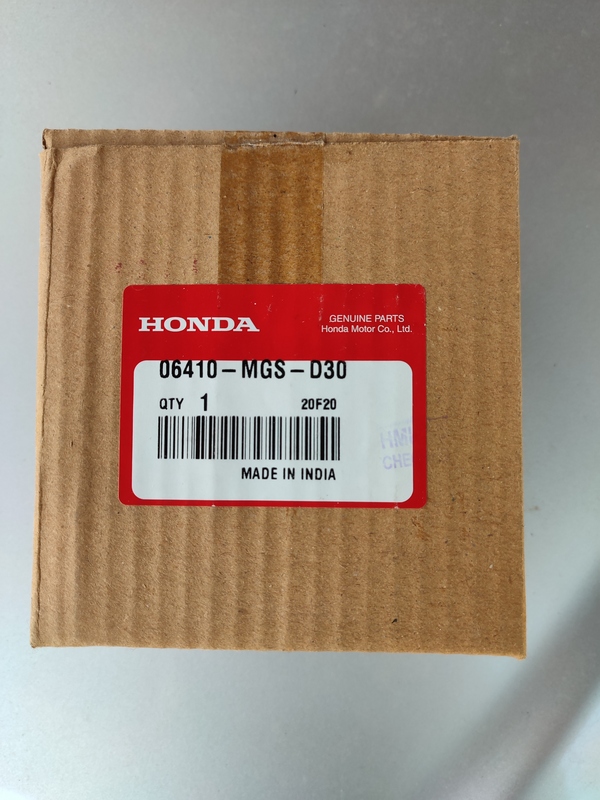 HONDA
GENUINE PARTS
Honda Motor Co., Ltd.
06410-MGS-D30
QTY 1 20F20
MADE IN INDIA